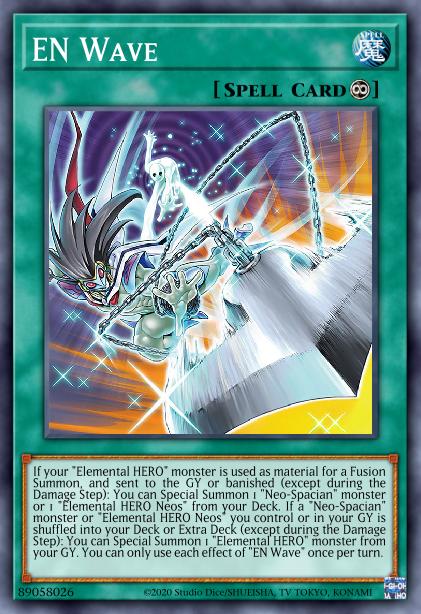 EN Wave
[Spell Card]
If your "Elemental HERO" monster is used as material for a Fusion
Summon, and sent to the GY or banished (except during the
Damage Step): You can Special Summon 1 "Neo-Spacian" monster
or 1 "Elemental HERO Neos" from your Deck. If a "Neo-Spacian"
monster or "Elemental HERO Neos" you control or in your GY is
shuffled into your Deck or Extra Deck (except during the Damage
Step): You can Special Summon 1 "Elemental HERO" monster from
your GY. You can only use each effect of "EN Wave" once per turn.
89058026
©2020 Studio Dice/SHUEISHA, TV TOKYO, KONAMI